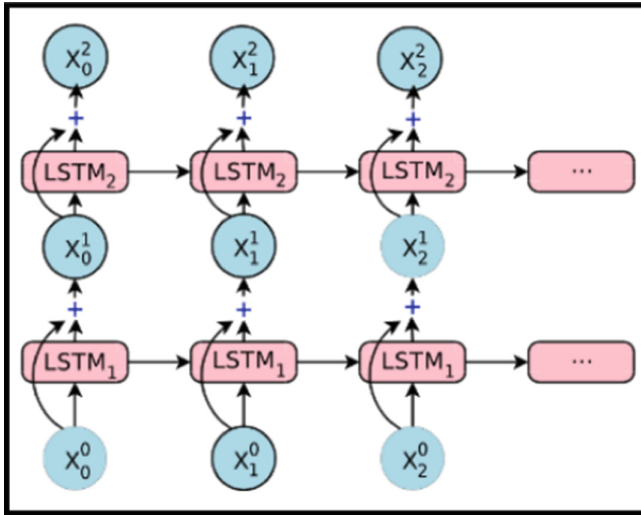 X₀² X₁² X₂²
+ + +
LSTM₂ LSTM₂ LSTM₂ ...
X₀¹ X₁¹ X₂¹
+ + +
LSTM₁ LSTM₁ LSTM₁ ...
X₀⁰ X₁⁰ X₂⁰